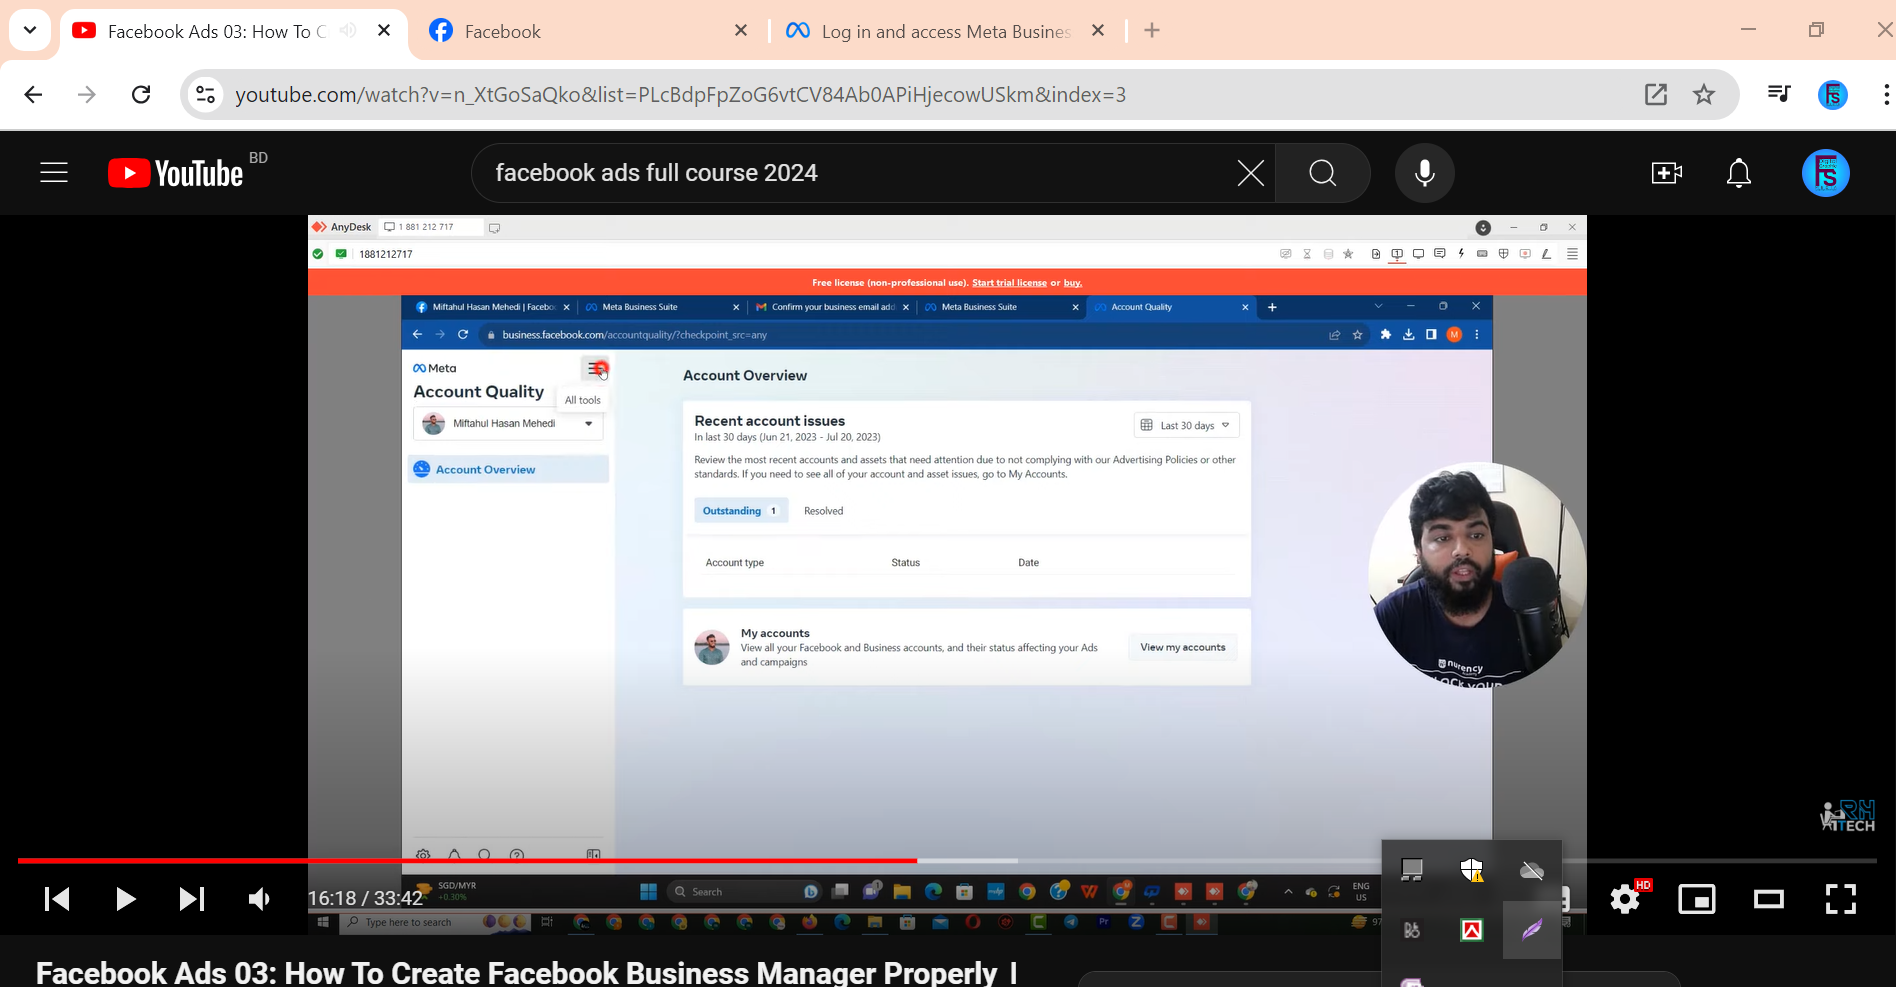 Facebook Ads 03: How To C
Facebook
Log in and access Meta Busines
youtube.com/watch?v=n_XtGoSaQko&list=PLcBdpFpZoG6vtCV84Ab0APiHjecowUSkm&index=3
YouTube BD
facebook ads full course 2024
AnyDesk
1 881 212 717
1881212717
Free license (non-professional use). Start trial license or buy.
Miftahul Hasan Mehedi | Faceboo
Meta Business Suite
Confirm your business email add
Meta Business Suite
Account Quality
business.facebook.com/accountquality/?checkpoint_src=any
M
Meta
Account Quality
All tools
Miftahul Hasan Mehedi
Account Overview
Account Overview
Recent account issues
In last 30 days (Jun 21, 2023 - Jul 20, 2023)
Last 30 days
Review the most recent accounts and assets that need attention due to not complying with our Advertising Policies or other
standards. If you need to see all of your account and asset issues, go to My Accounts.
Outstanding 1
Resolved
Account type
Status
Date
My accounts
View all your Facebook and Business accounts, and their status affecting your Ads
and campaigns
View my accounts
nurency
RH
TECH
SGD/MYR
+0.30%
Search
ENG
US
16:18 / 33:42
HD
Type here to search
Pr
97
Facebook Ads 03: How To Create Facebook Business Manager Properly |